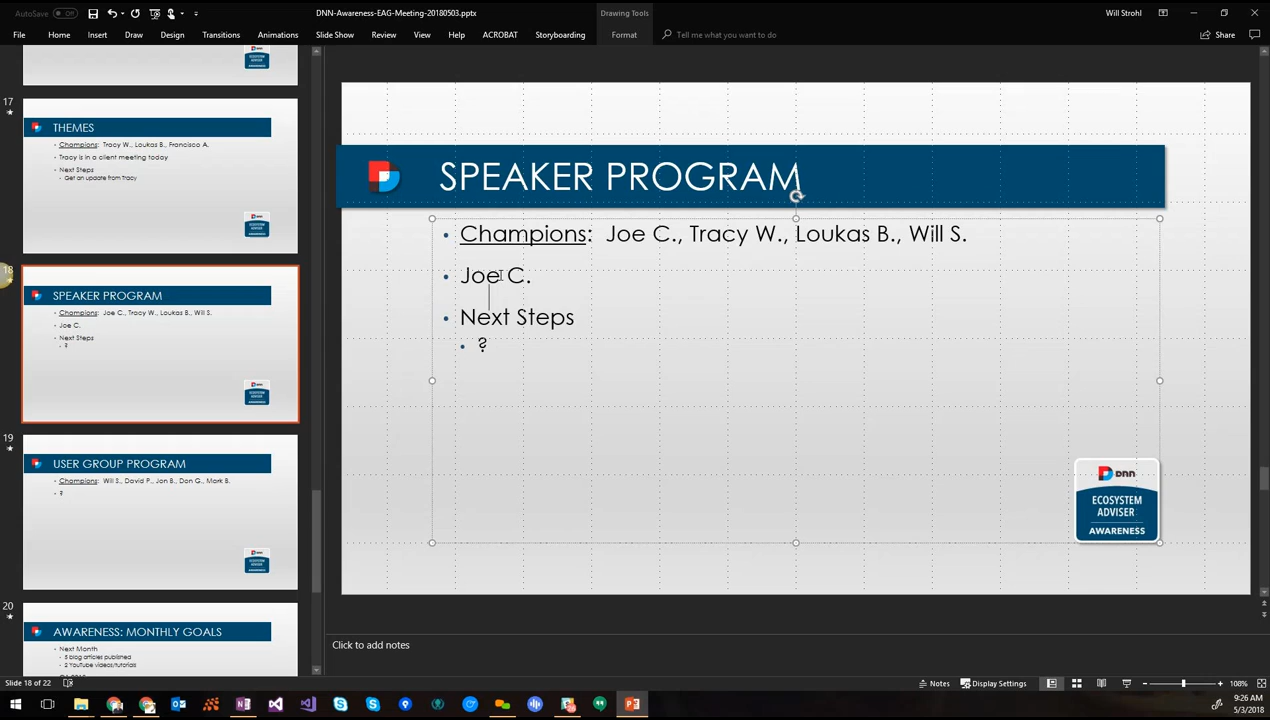 AutoSave Off
DNN-Awareness-EAG-Meeting-20180503.pptx
Drawing Tools
Will Strohl
File Home Insert Draw Design Transitions Animations Slide Show Review View Help ACROBAT Storyboarding Format Tell me what you want to do Share
17
THEMES
Champions: Tracy W., Loukas B., Francisco A.
Tracy is in a client meeting today
Next Steps
Get an update from Tracy
18
SPEAKER PROGRAM
Champions: Joe C., Tracy W., Loukas B., Will S.
Joe C.
Next Steps
?
19
USER GROUP PROGRAM
Champions: Will S., David P., Jon B., Don G., Mark B.
?
20
AWARENESS: MONTHLY GOALS
Next Month
5 blog articles published
2 YouTube videos/tutorials
SPEAKER PROGRAM
Champions: Joe C., Tracy W., Loukas B., Will S.
Joe C.
Next Steps
?
DNN
ECOSYSTEM
ADVISER
AWARENESS
Click to add notes
Slide 18 of 22
Notes
Display Settings
108%
9:26 AM
5/3/2018